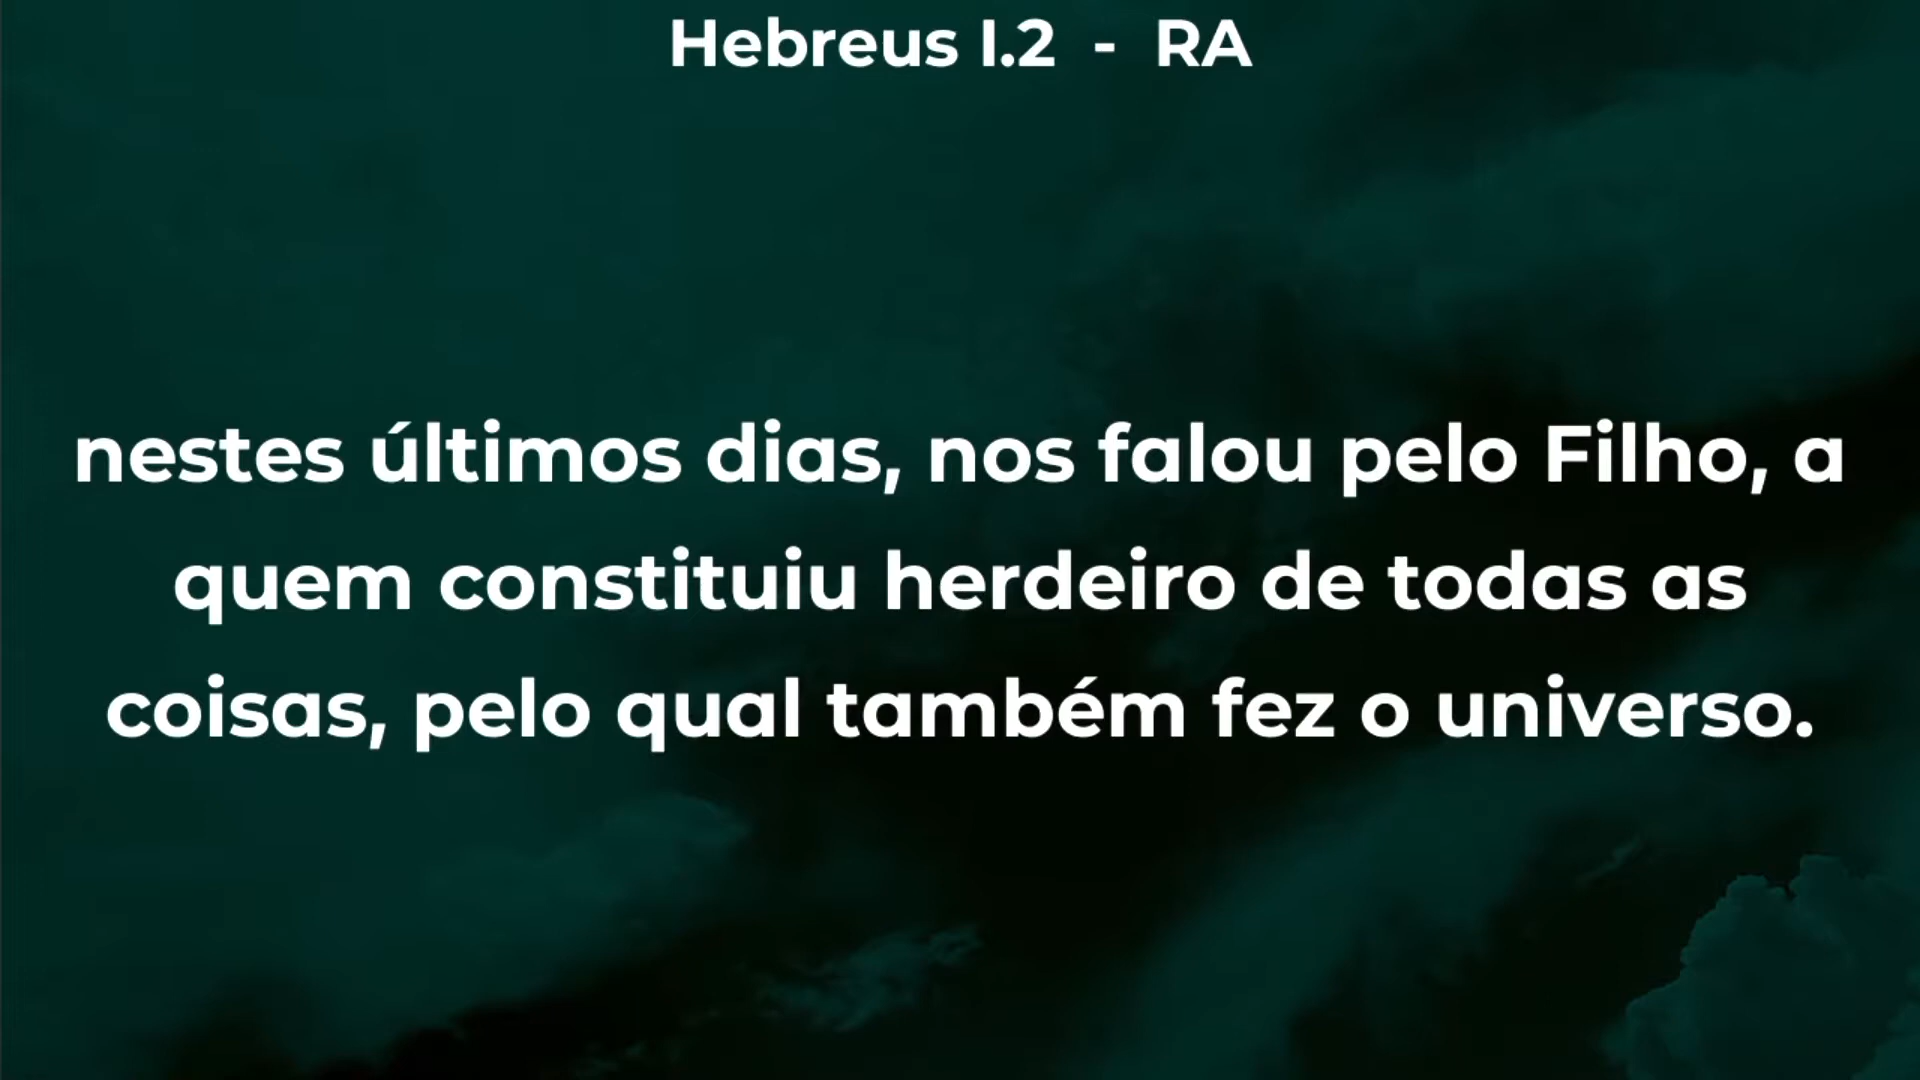 Hebreus I.2 - RA
nestes últimos dias, nos falou pelo Filho, a
quem constituiu herdeiro de todas as
coisas, pelo qual também fez o universo.